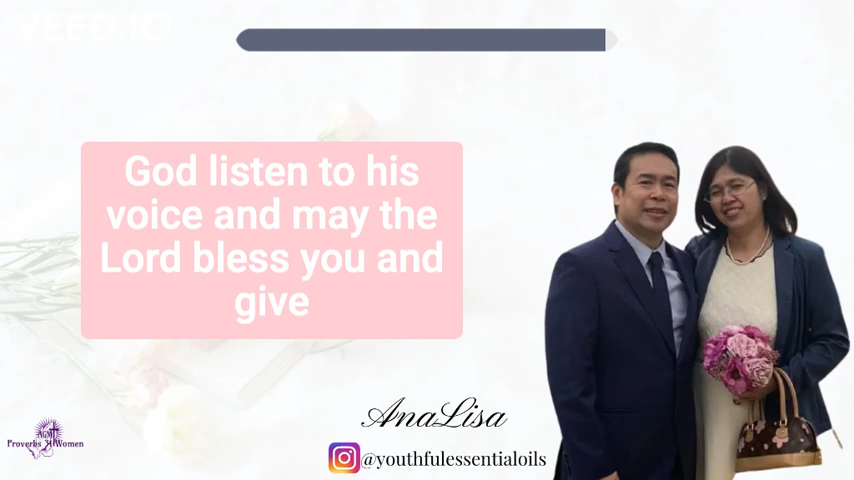 VEED.IO
God listen to his
voice and may the
Lord bless you and
give
AnaLisa
AGMT
Proverbs 31 Women
@youthfulessentialoils